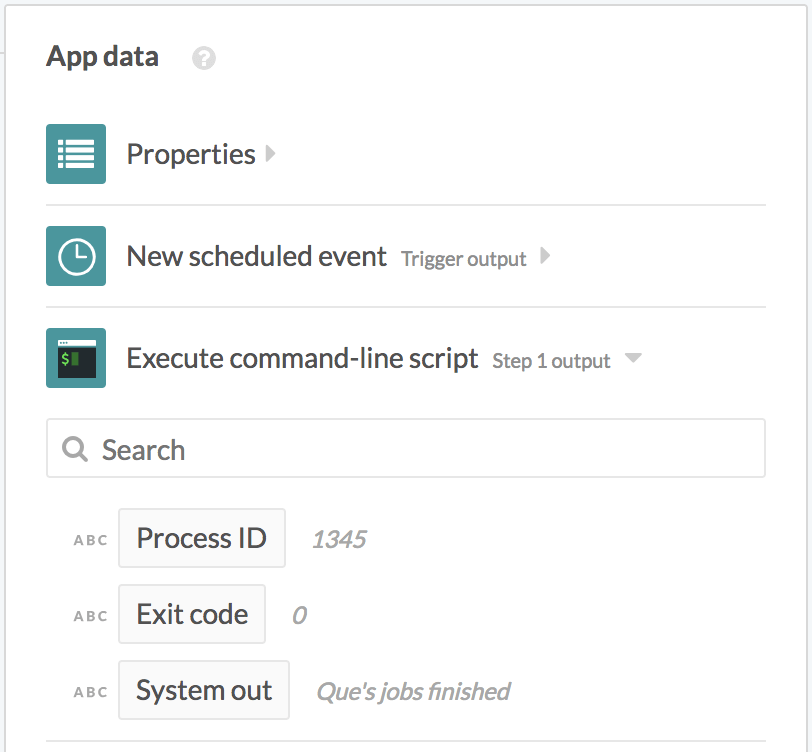 App data ?
Properties
New scheduled event Trigger output
$
Execute command-line script Step 1 output
Search
ABC Process ID 1345
ABC Exit code 0
ABC System out Que's jobs finished